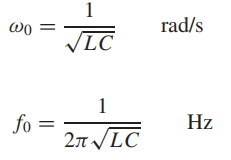 ω₀ = 1/√LC rad/s
f₀ = 1/2π√LC Hz